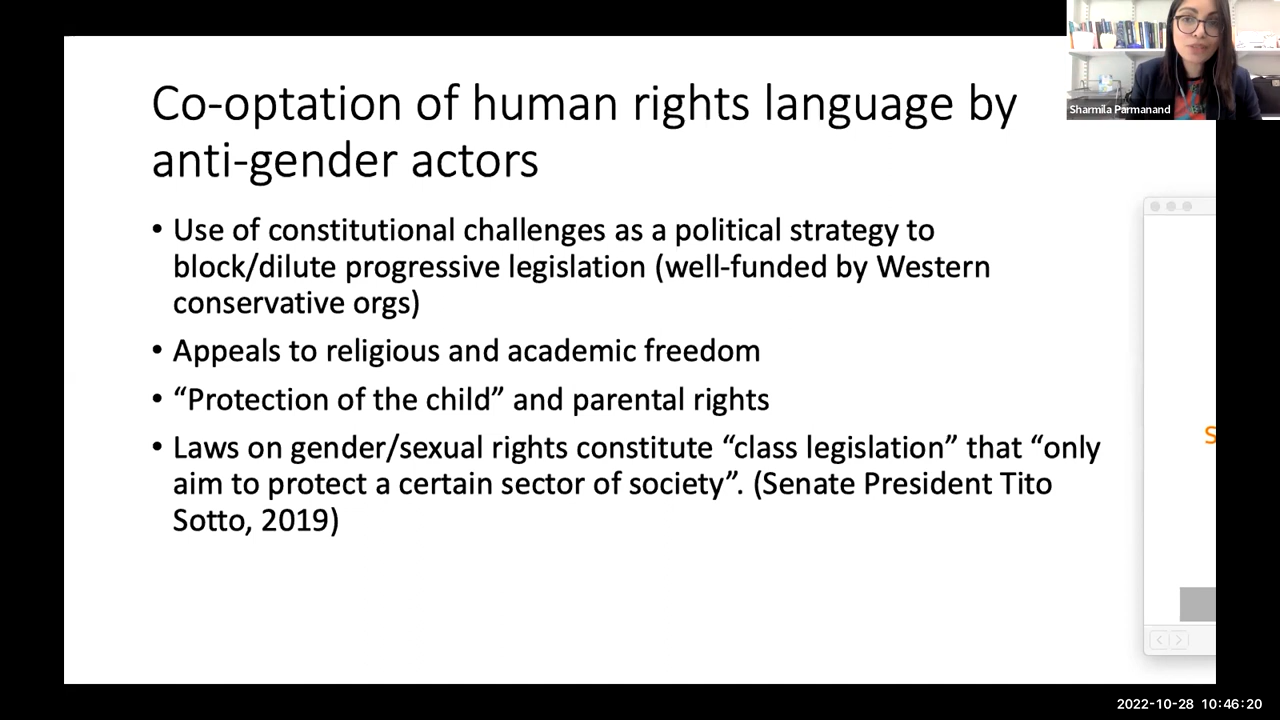 Co-optation of human rights language by
anti-gender actors
• Use of constitutional challenges as a political strategy to
block/dilute progressive legislation (well-funded by Western
conservative orgs)
• Appeals to religious and academic freedom
• “Protection of the child” and parental rights
• Laws on gender/sexual rights constitute “class legislation” that “only
aim to protect a certain sector of society”. (Senate President Tito
Sotto, 2019)
Sharmila Parmanand
S
2022-10-28 10:46:20